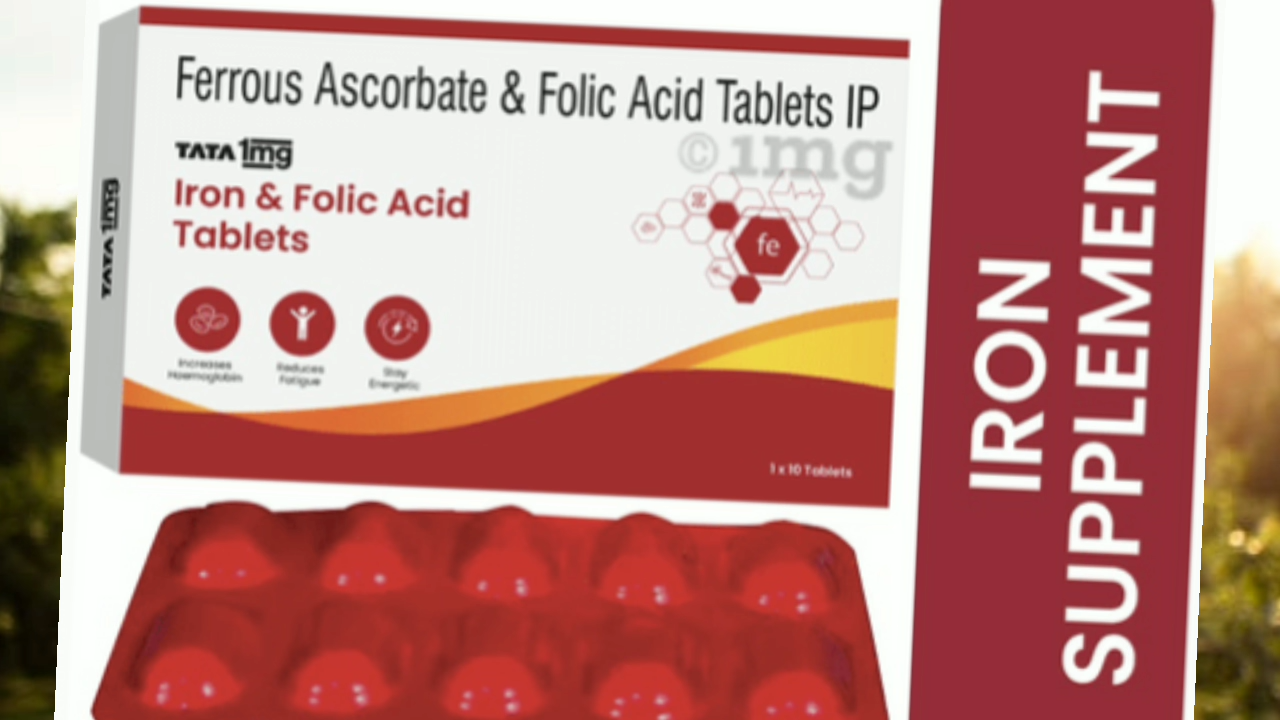 Ferrous Ascorbate & Folic Acid Tablets IP
TATA 1mg
© 1mg
Iron & Folic Acid
Tablets
fe
Increases
Haemoglobin
Reduces
Fatigue
Stay
Energetic
1 x 10 Tablets
TATA 1mg
IRON
SUPPLEMENT